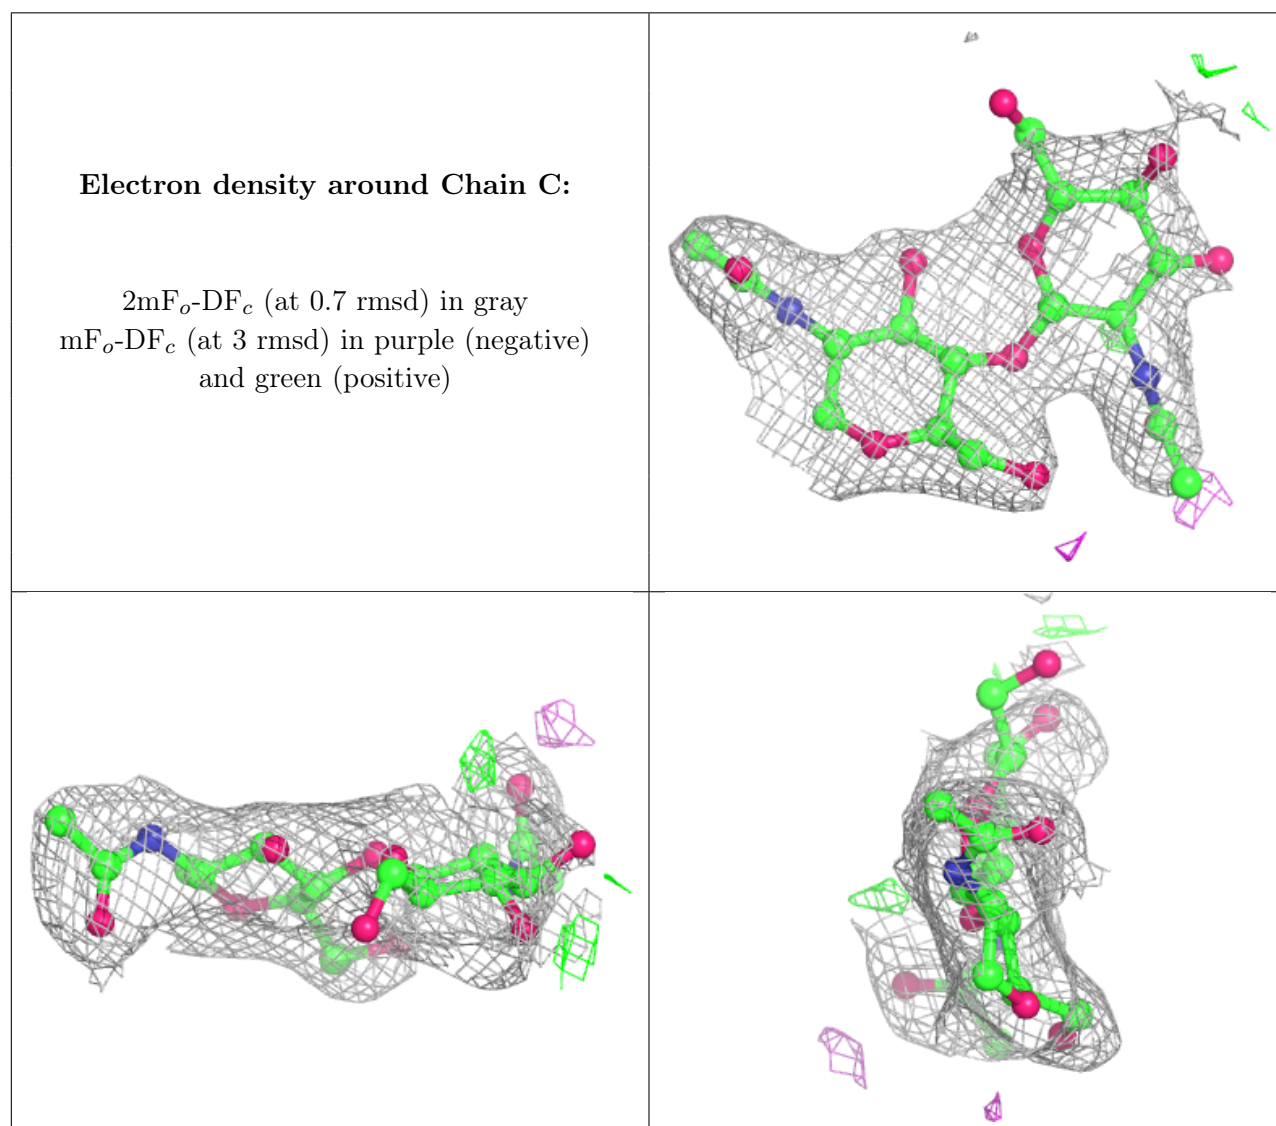 Electron density around Chain C:
2mFo-DFc (at 0.7 rmsd) in gray
mFo-DFc (at 3 rmsd) in purple (negative)
and green (positive)